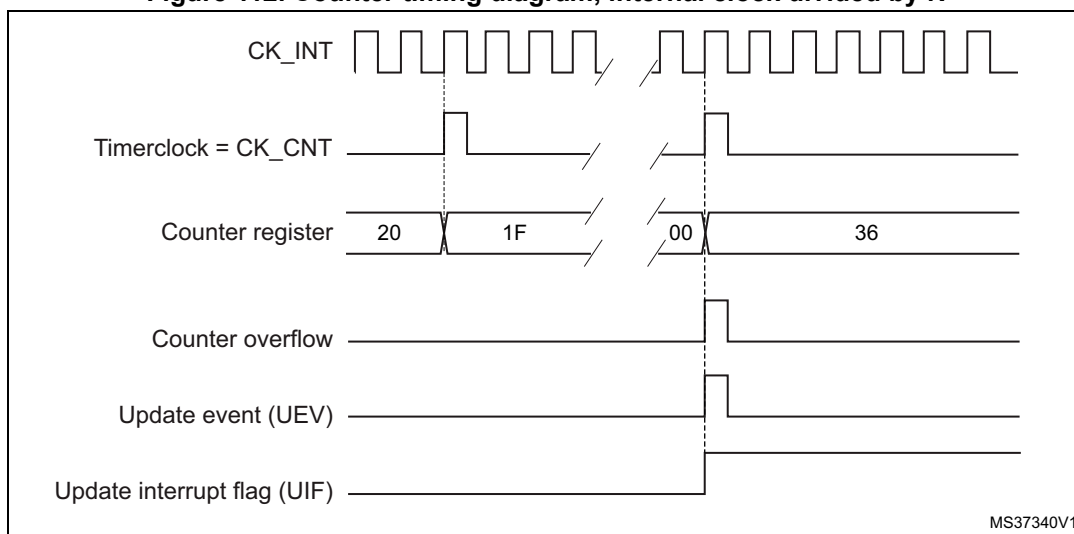 CK_INT
Timerclock = CK_CNT
Counter register 20 1F 00 36
Counter overflow
Update event (UEV)
Update interrupt flag (UIF)
MS37340V1